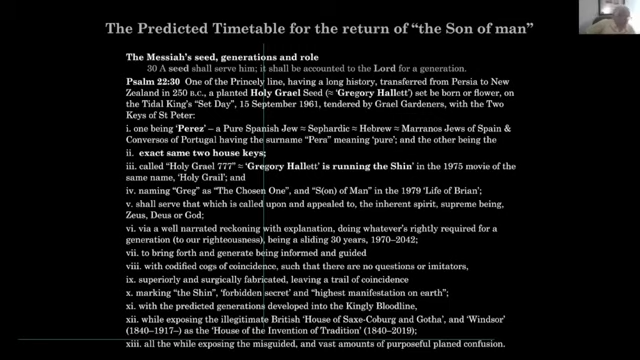 The Predicted Timetable for the return of “the Son of man”
The Messiah's seed, generations and role
30 A seed shall serve him; it shall be accounted to the Lord for a generation.
Psalm 22:30 One of the Princely line, having a long history, transferred from Persia to New
Zealand in 250 B.C., a planted Holy Grael Seed (≈ ‘Gregory Hallett’) set be born or flower, on
on the Tidal King's “Set Day”, 15 September 1961, tendered by Grael Gardeners, with the Two
Keys of St Peter:
i. one being ‘Perez’ – a Pure Spanish Jew ≈ Sephardic ≈ Hebrew ≈ Marranos Jews of Spain &
Conversos of Portugal having the surname “Pera” meaning ‘pure’; and the other being the
ii. exact same two house keys;
iii. called “Holy Grael 777” ≈ ‘Gregory Hallett’ is running the Shin” in the 1975 movie of the
same name, ‘Holy Grail’; and
iv. naming “Greg” as “The Chosen One”, and “S(on) of Man” in the 1979 ‘Life of Brian’;
v. shall serve that which is called upon and appealed to, the inherent spirit, supreme being,
Zeus, Deus or God;
vi. via a well narrated reckoning with explanation, doing whatever's rightly required for a
generation (to our righteousness), being a sliding 30 years, 1970–2042;
vii. to bring forth and generate being informed and guided
viii. with codified cogs of coincidence, such that there are no questions or imitators,
ix. superiorly and surgically fabricated, leaving a trail of coincidence
x. marking “the Shin”, ‘forbidden secret’ and “highest manifestation on earth”;
xi. with the predicted generations developed into the Kingly Bloodline,
xii. while exposing the illegitimate British ‘House of Saxe-Coburg and Gotha’, and ‘Windsor’
(1840–1917–) as the ‘House of the Invention of Tradition’ (1840–2019);
xiii. all the while exposing the misguided, and vast amounts of purposeful planed confusion.